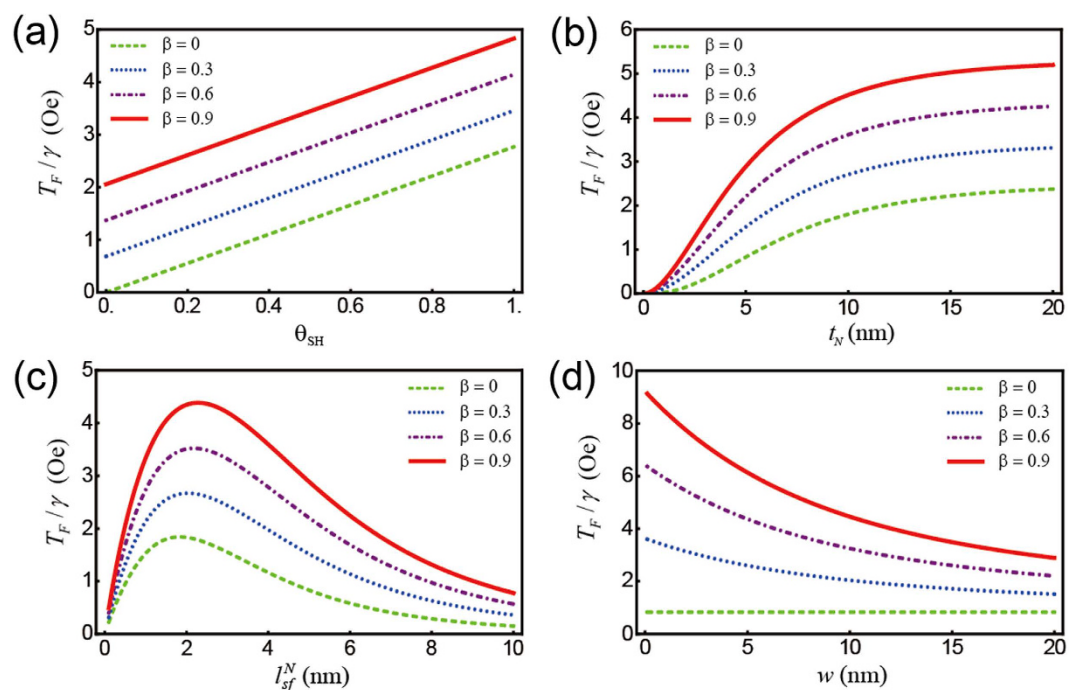 (a)
T_F / γ (Oe)
5
4
3
2
1
0
β = 0
β = 0.3
β = 0.6
β = 0.9
0. 0.2 0.4 0.6 0.8 1.
θ_SH
(b)
T_F / γ (Oe)
6
5
4
3
2
1
0
β = 0
β = 0.3
β = 0.6
β = 0.9
0 5 10 15 20
t_N (nm)
(c)
T_F / γ (Oe)
5
4
3
2
1
0
β = 0
β = 0.3
β = 0.6
β = 0.9
0 2 4 6 8 10
l_sf^N (nm)
(d)
T_F / γ (Oe)
10
8
6
4
2
0
β = 0
β = 0.3
β = 0.6
β = 0.9
0 5 10 15 20
w (nm)